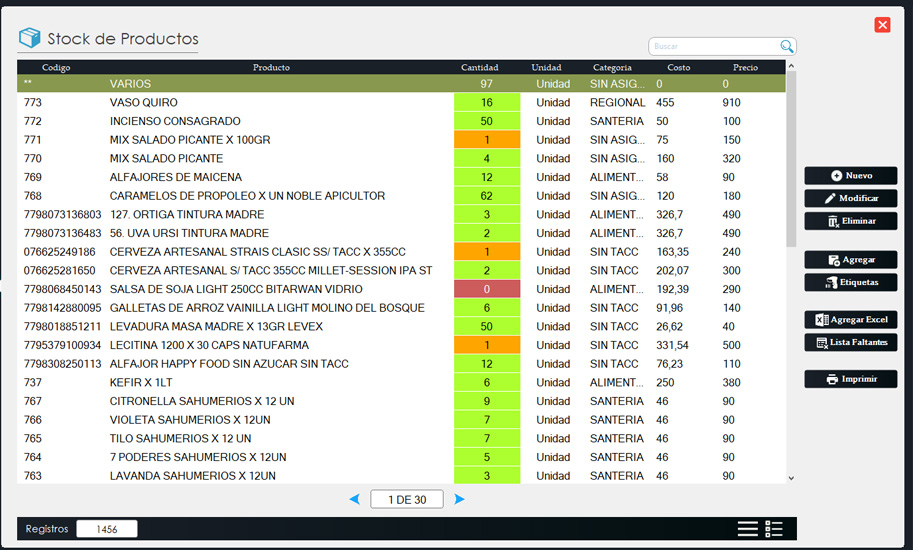 Stock de Productos
Buscar
Codigo Producto Cantidad Unidad Categoria Costo Precio
** VARIOS 97 Unidad SIN ASIG... 0 0
773 VASO QUIRO 16 Unidad REGIONAL 455 910
772 INCIENSO CONSAGRADO 50 Unidad SANTERIA 50 100
771 MIX SALADO PICANTE X 100GR 1 Unidad SIN ASIG... 75 150
770 MIX SALADO PICANTE 4 Unidad SIN ASIG... 160 320
769 ALFAJORES DE MAICENA 12 Unidad ALIMENT... 58 90
768 CARAMELOS DE PROPOLEO X UN NOBLE APICULTOR 62 Unidad SIN ASIG... 120 180
7798073136803 127. ORTIGA TINTURA MADRE 3 Unidad ALIMENT... 326,7 490
7798073136483 56. UVA URSI TINTURA MADRE 2 Unidad ALIMENT... 326,7 490
076625249186 CERVEZA ARTESANAL STRAIS CLASIC SS/ TACC X 355CC 1 Unidad SIN TACC 163,35 240
076625281650 CERVEZA ARTESANAL S/ TACC 355CC MILLET-SESSION IPA ST 2 Unidad SIN TACC 202,07 300
7798068450143 SALSA DE SOJA LIGHT 250CC BITARWAN VIDRIO 0 Unidad ALIMENT... 192,39 290
7798142880095 GALLETAS DE ARROZ VAINILLA LIGHT MOLINO DEL BOSQUE 6 Unidad SIN TACC 91,96 140
7798018851211 LEVADURA MASA MADRE X 13GR LEVEX 50 Unidad SIN TACC 26,62 40
7795379100934 LECITINA 1200 X 30 CAPS NATUFARMA 1 Unidad SIN TACC 331,54 500
7798308250113 ALFAJOR HAPPY FOOD SIN AZUCAR SIN TACC 12 Unidad SIN TACC 76,23 110
737 KEFIR X 1LT 6 Unidad ALIMENT... 250 380
767 CITRONELLA SAHUMERIOS X 12 UN 9 Unidad SANTERIA 46 90
766 VIOLETA SAHUMERIOS X 12UN 7 Unidad SANTERIA 46 90
765 TILO SAHUMERIOS X 12 UN 7 Unidad SANTERIA 46 90
764 7 PODERES SAHUMERIOS X 12UN 5 Unidad SANTERIA 46 90
763 LAVANDA SAHUMERIOS X 12UN 3 Unidad SANTERIA 46 90
Nuevo
Modificar
Eliminar
Agregar
Etiquetas
Agregar Excel
Lista Faltantes
Imprimir
1 DE 30
Registros 1456